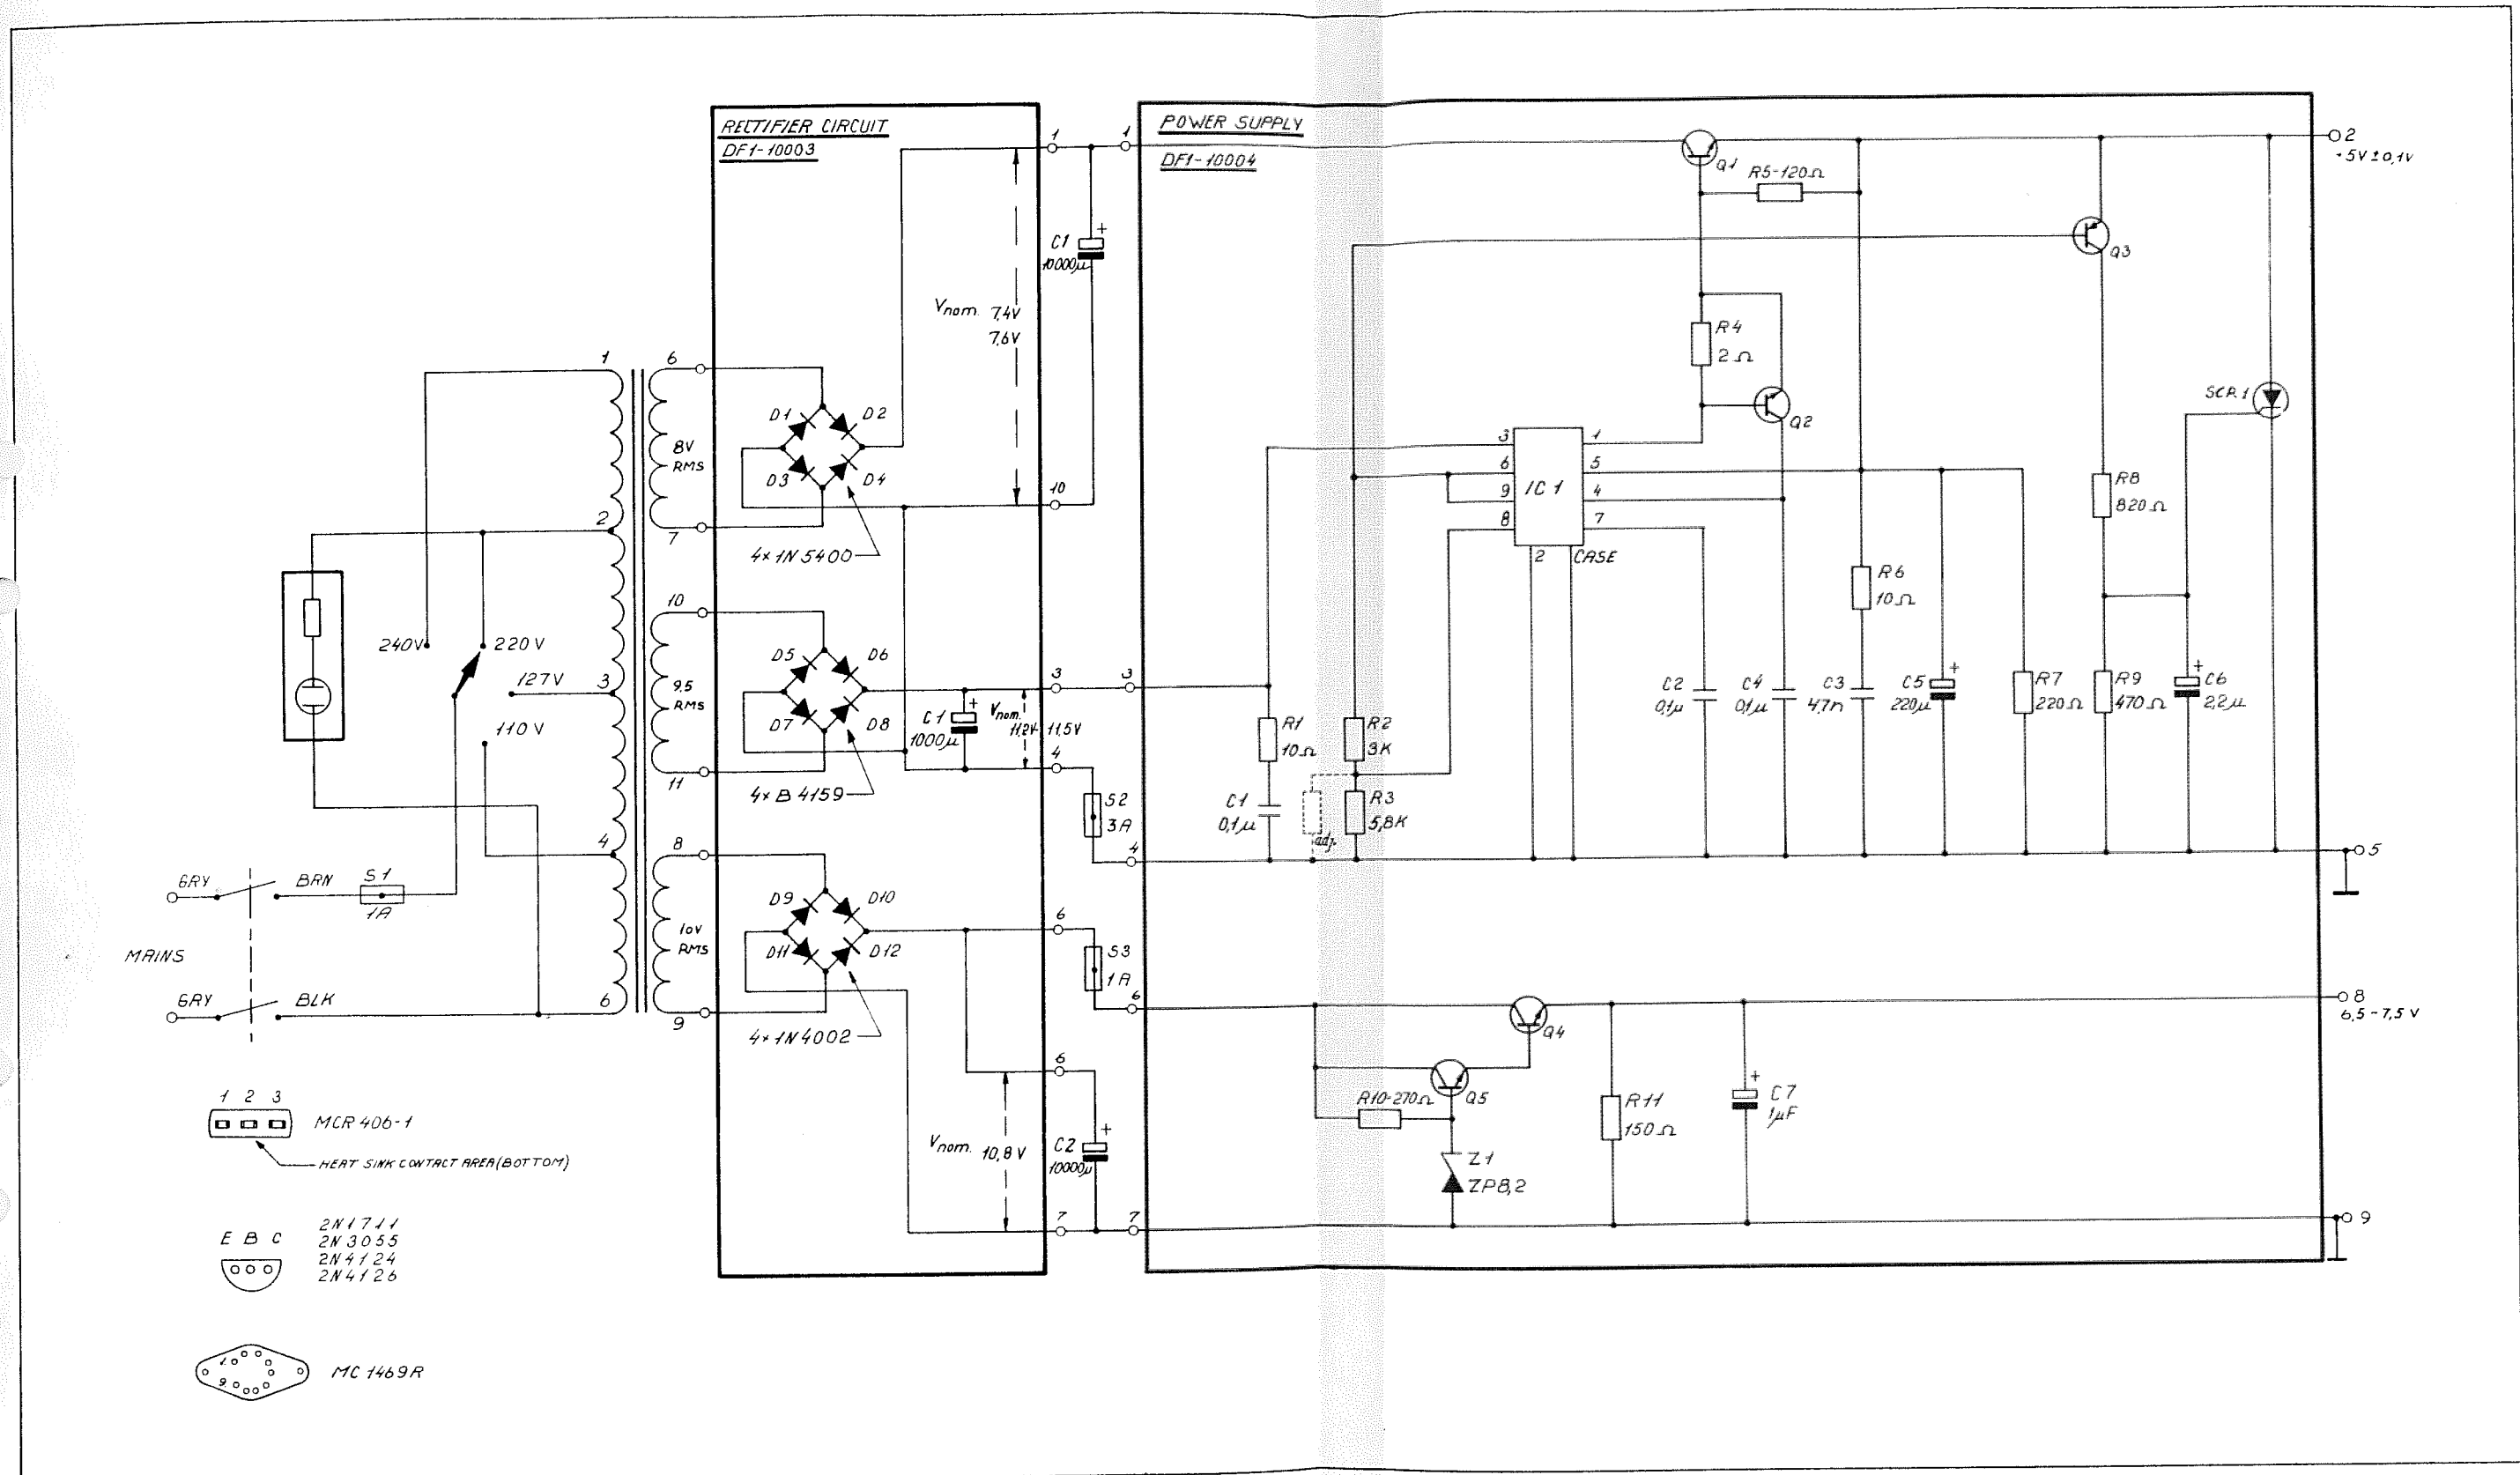 RECTIFIER CIRCUIT
DF1-10003
POWER SUPPLY
DF1-10004
1
1
2
+5V ± 0,1V
Q1
R5-120Ω
C1
+
10000µ
Q3
Vnom. 7,4V
7,6V
R4
2Ω
1
6
D1
D2
8V
RMS
D3
D4
SCR.1
Q2
3
1
6
5
9
IC 1
4
8
7
2
CASE
10
R8
820Ω
2
7
4x 1N 5400
R6
10Ω
10
240V
220V
D5
D6
127V
3
9,5
RMS
3
3
D7
D8
C1
+
1000µ
Vnom.
11,2V 11,5V
110V
4
R1
10Ω
R2
3K
C2
0,1µ
C4
0,1µ
C3
4,7n
C5
+
220µ
R7
220Ω
R9
470Ω
C6
+
2,2µ
11
4x B 4159
S2
3A
C1
0,1µ
adj.
R3
5,8K
4
4
8
5
GRY
BRN
S1
1A
D9
D10
6
10V
RMS
D11
D12
S3
1A
MAINS
GRY
BLK
6
9
6
8
6,5-7,5 V
4x 1N4002
Q4
6
1 2 3
MCR 406-1
HEAT SINK CONTACT AREA (BOTTOM)
R10-270Ω
Q5
R11
150Ω
C7
+
1µF
Vnom. 10,8V
C2
+
10000µ
Z1
ZP8,2
7
7
9
E B C
2N1711
2N3055
2N4124
2N4126
1.
9.
MC 1469R